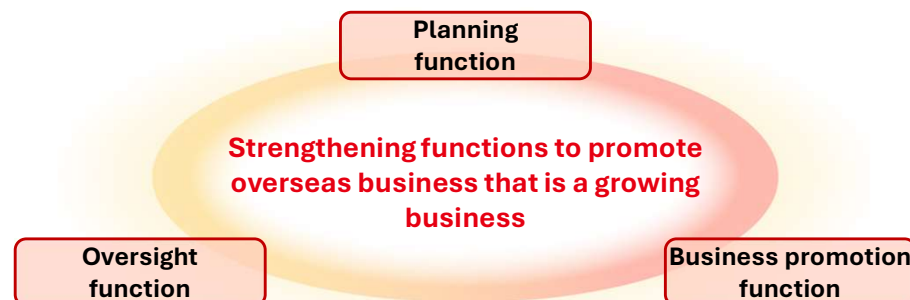 Planning
function
Strengthening functions to promote
overseas business that is a growing
business
Oversight
function
Business promotion
function